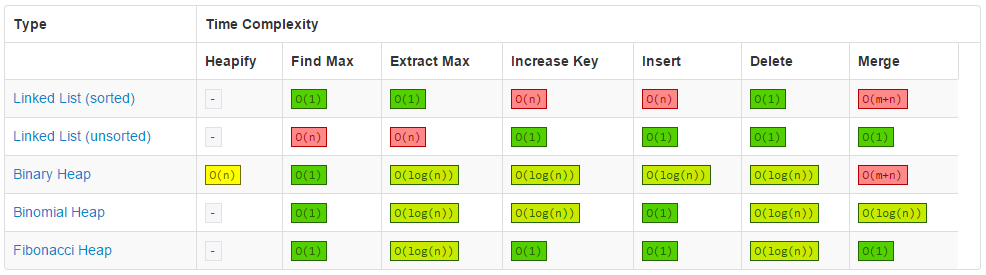 Type Time Complexity
Heapify Find Max Extract Max Increase Key Insert Delete Merge
Linked List (sorted) - O(1) O(1) O(n) O(n) O(1) O(m+n)
Linked List (unsorted) - O(n) O(n) O(1) O(1) O(1) O(1)
Binary Heap O(n) O(1) O(log(n)) O(log(n)) O(log(n)) O(log(n)) O(m+n)
Binomial Heap - O(1) O(log(n)) O(log(n)) O(1) O(log(n)) O(log(n))
Fibonacci Heap - O(1) O(log(n)) O(1) O(1) O(log(n)) O(1)